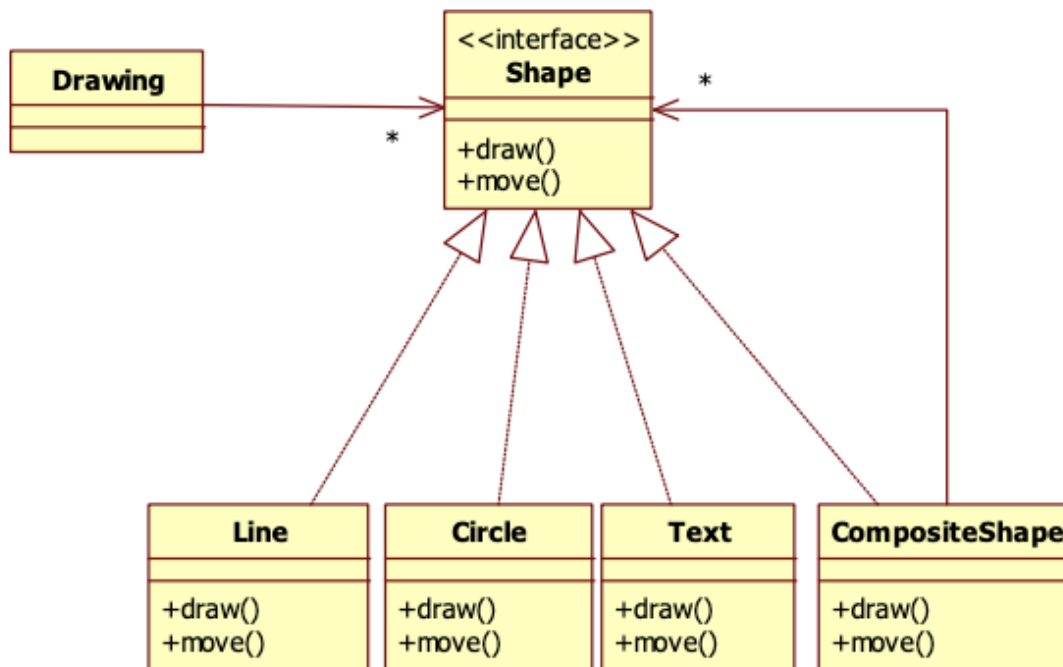 Drawing
*
<<interface>>
Shape
+draw()
+move()
*
Line
+draw()
+move()
Circle
+draw()
+move()
Text
+draw()
+move()
CompositeShape
+draw()
+move()